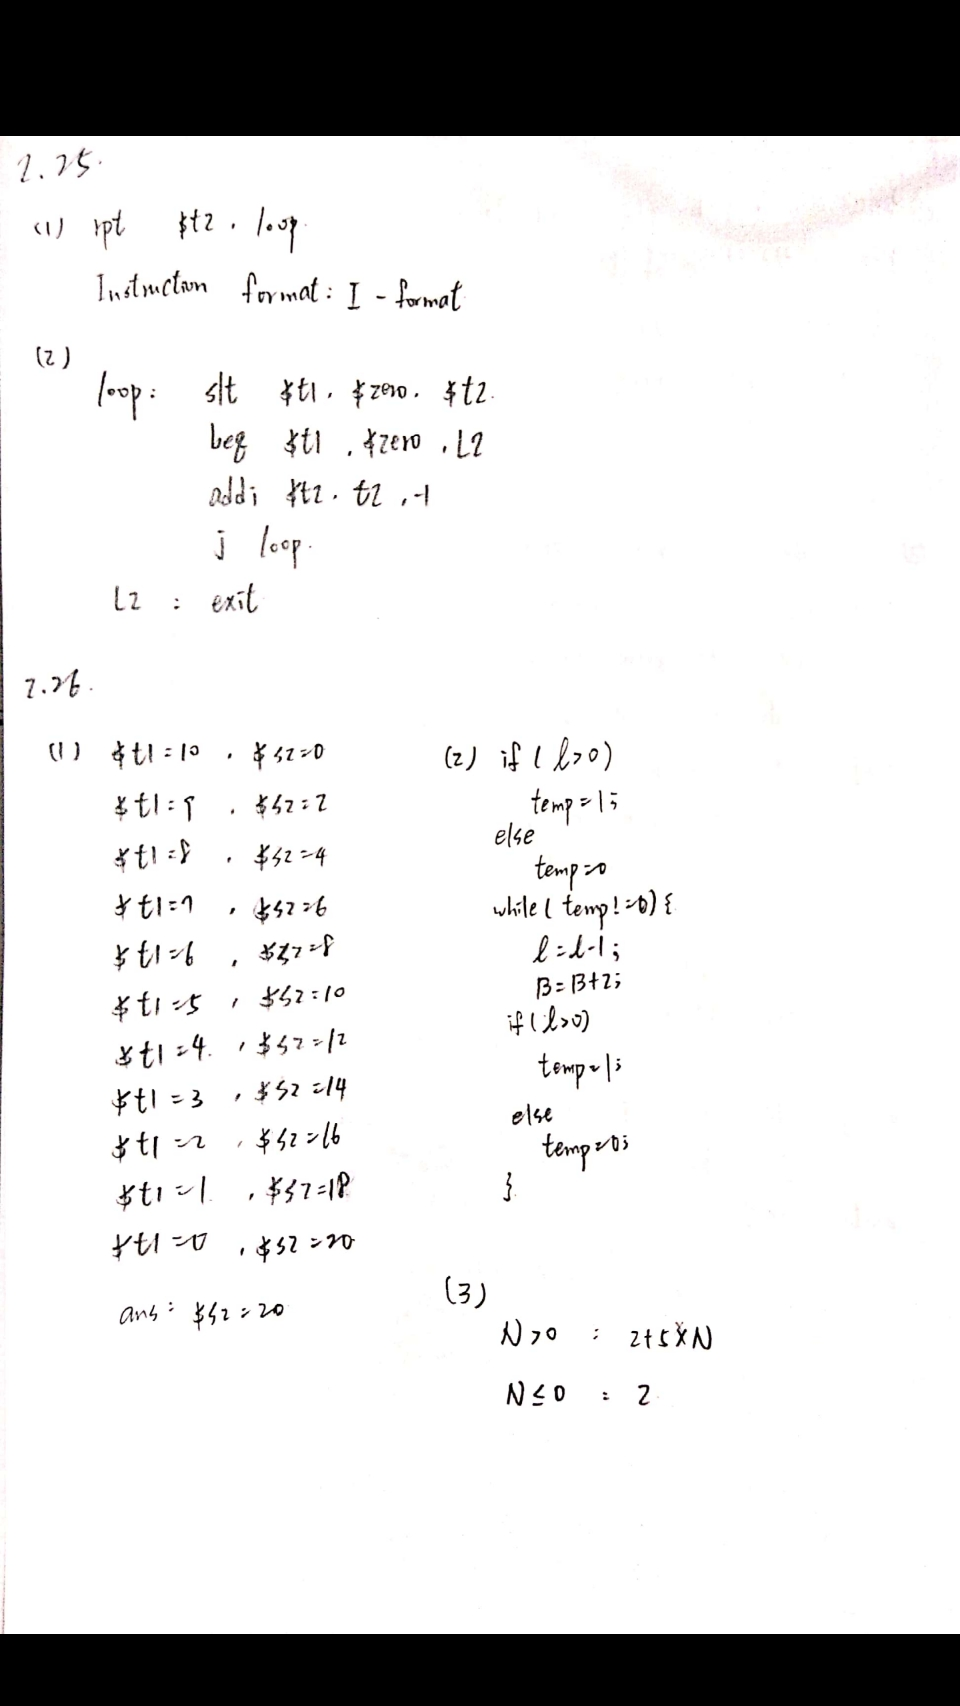 2.25.
(1) rpt $t2, loop.
Instruction format: I - format
(2)
loop: slt $t1, $zero, $t2.
beq $t1, $zero, L2
addi $t2, t2, -1
j loop.
L2 : exit
2.26.
(1) $t1=10, $s2=0
$t1=9, $s2=2
$t1=8, $s2=4
$t1=7, $s2=6
$t1=6, $s2=8
$t1=5, $s2=10
$t1=4, $s2=12
$t1=3, $s2=14
$t1=2, $s2=16
$t1=1, $s2=18
$t1=0, $s2=20
ans: $s2=20
(2) if (l>0)
temp=1;
else
temp=0
while( temp!=0){
l=l-1;
B=B+2;
if(l>0)
temp=1;
else
temp=0;
}
(3)
N>0 : 2+5×N
N≤0 : 2